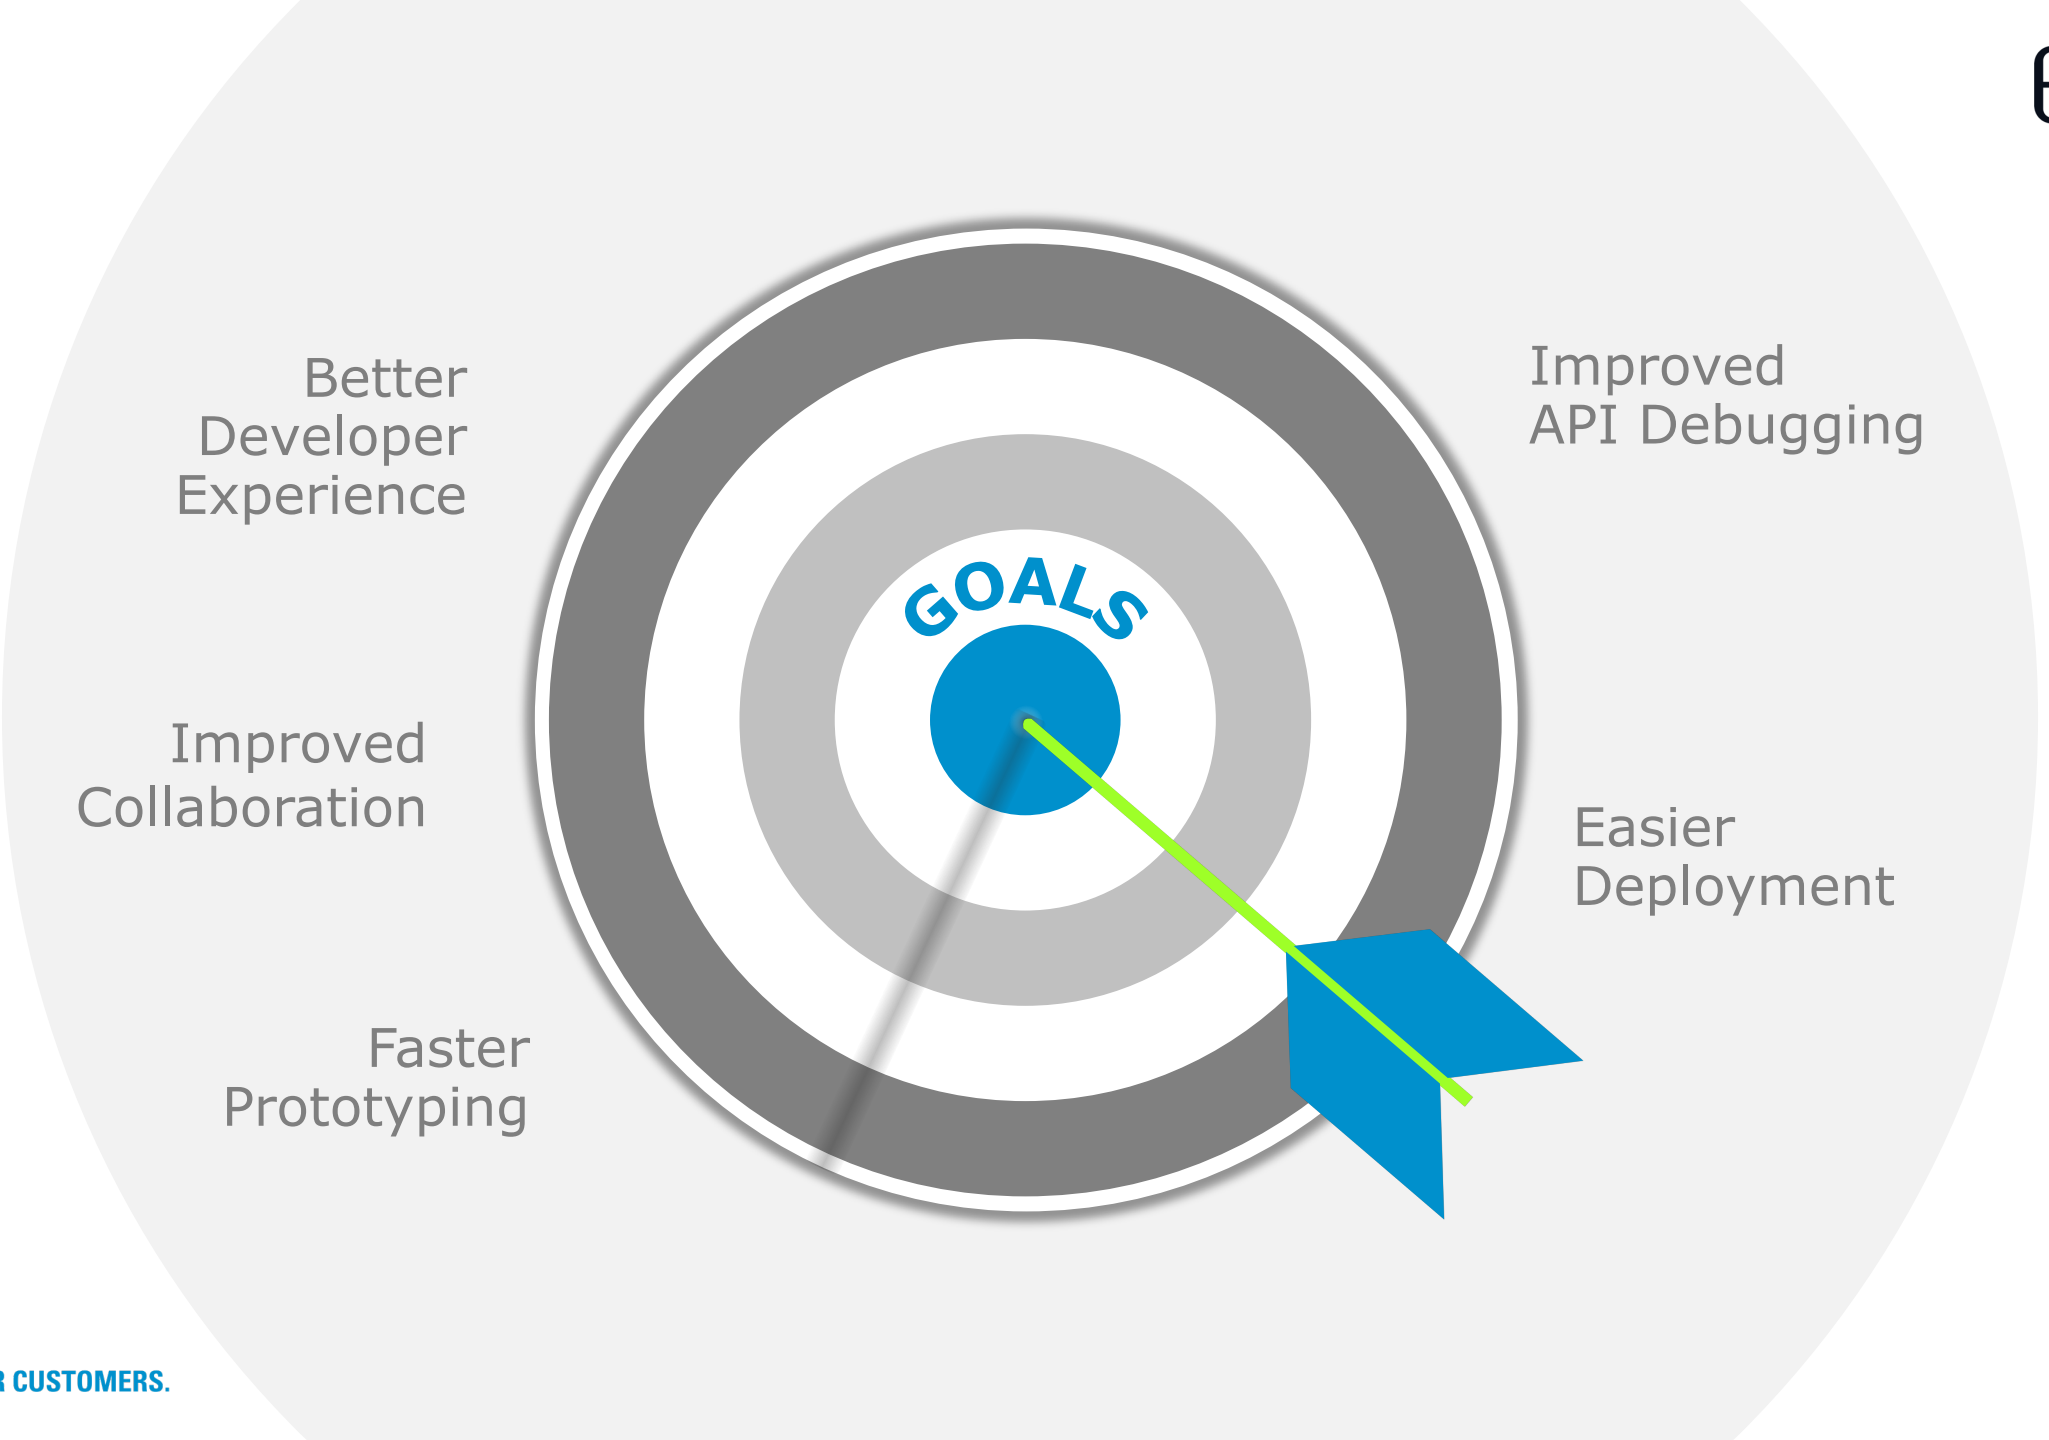 Better
Developer
Experience
Improved
Collaboration
Faster
Prototyping
GOALS
Improved
API Debugging
Easier
Deployment
CUSTOMERS.